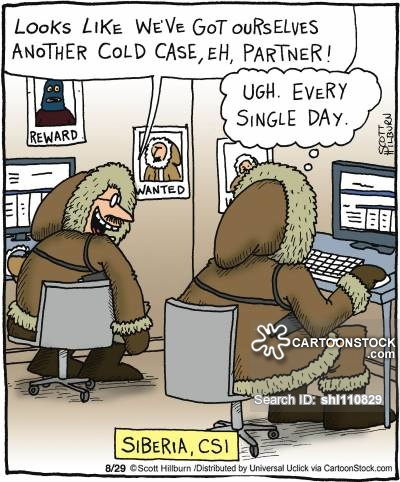 LOOKS LIKE WE'VE GOT OURSELVES
ANOTHER COLD CASE, EH, PARTNER!
UGH. EVERY
SINGLE DAY.
SCOTT
HILBURN
REWARD
WANTED
W
CARTOONSTOCK
.com
Search ID: shl110829
SIBERIA, CSI
8/29 ©Scott Hilburn /Distributed by Universal Uclick via CartoonStock.com